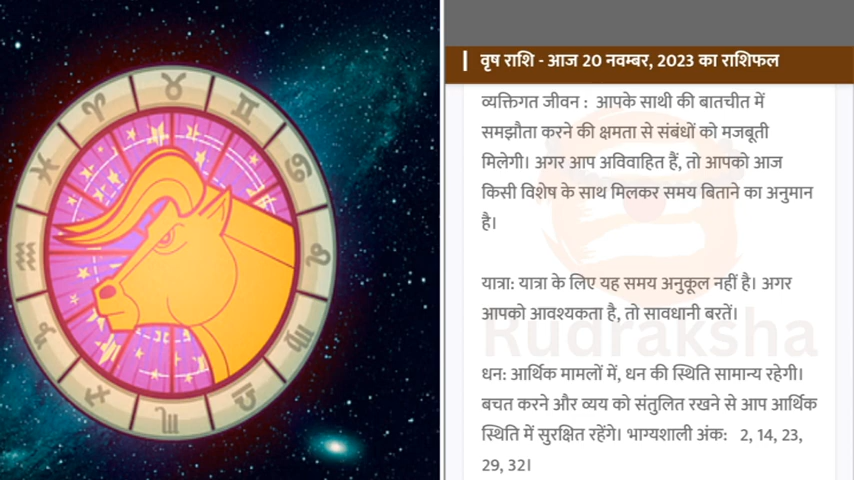 वृष राशि - आज 20 नवम्बर, 2023 का राशिफल
व्यक्तिगत जीवन : आपके साथी की बातचीत में
समझौता करने की क्षमता से संबंधों को मजबूती
मिलेगी। अगर आप अविवाहित हैं, तो आपको आज
किसी विशेष के साथ मिलकर समय बिताने का अनुमान
है।
यात्रा: यात्रा के लिए यह समय अनुकूल नहीं है। अगर
आपको आवश्यकता है, तो सावधानी बरतें।
Rudraksha
धन: आर्थिक मामलों में, धन की स्थिति सामान्य रहेगी।
बचत करने और व्यय को संतुलित रखने से आप आर्थिक
स्थिति में सुरक्षित रहेंगे। भाग्यशाली अंक: 2, 14, 23,
29, 32।